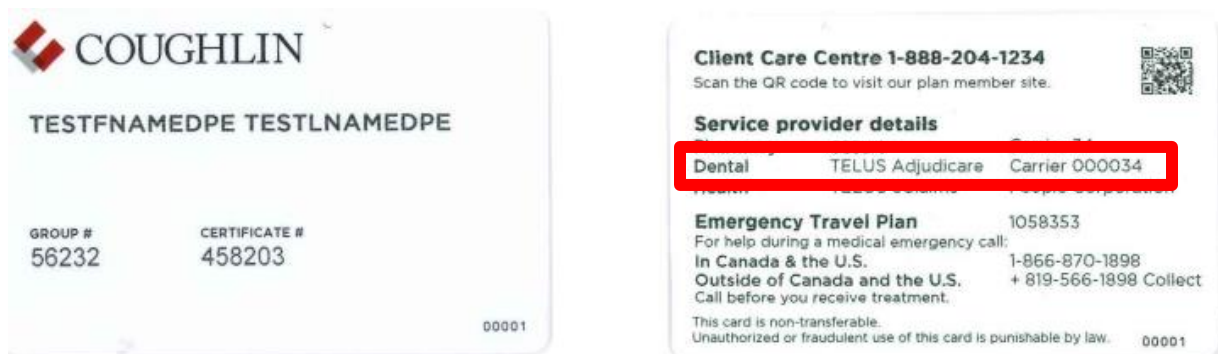 COUGHLIN
TESTFNAMEDPE TESTLNAMEDPE
GROUP # CERTIFICATE #
56232 458203
00001
Client Care Centre 1-888-204-1234
Scan the QR code to visit our plan member site.
Service provider details
Dental TELUS Adjudicare Carrier 000034
Emergency Travel Plan 1058353
For help during a medical emergency call:
In Canada & the U.S. 1-866-870-1898
Outside of Canada and the U.S. + 819-566-1898 Collect
Call before you receive treatment.
This card is non-transferable.
Unauthorized or fraudulent use of this card is punishable by law. 00001